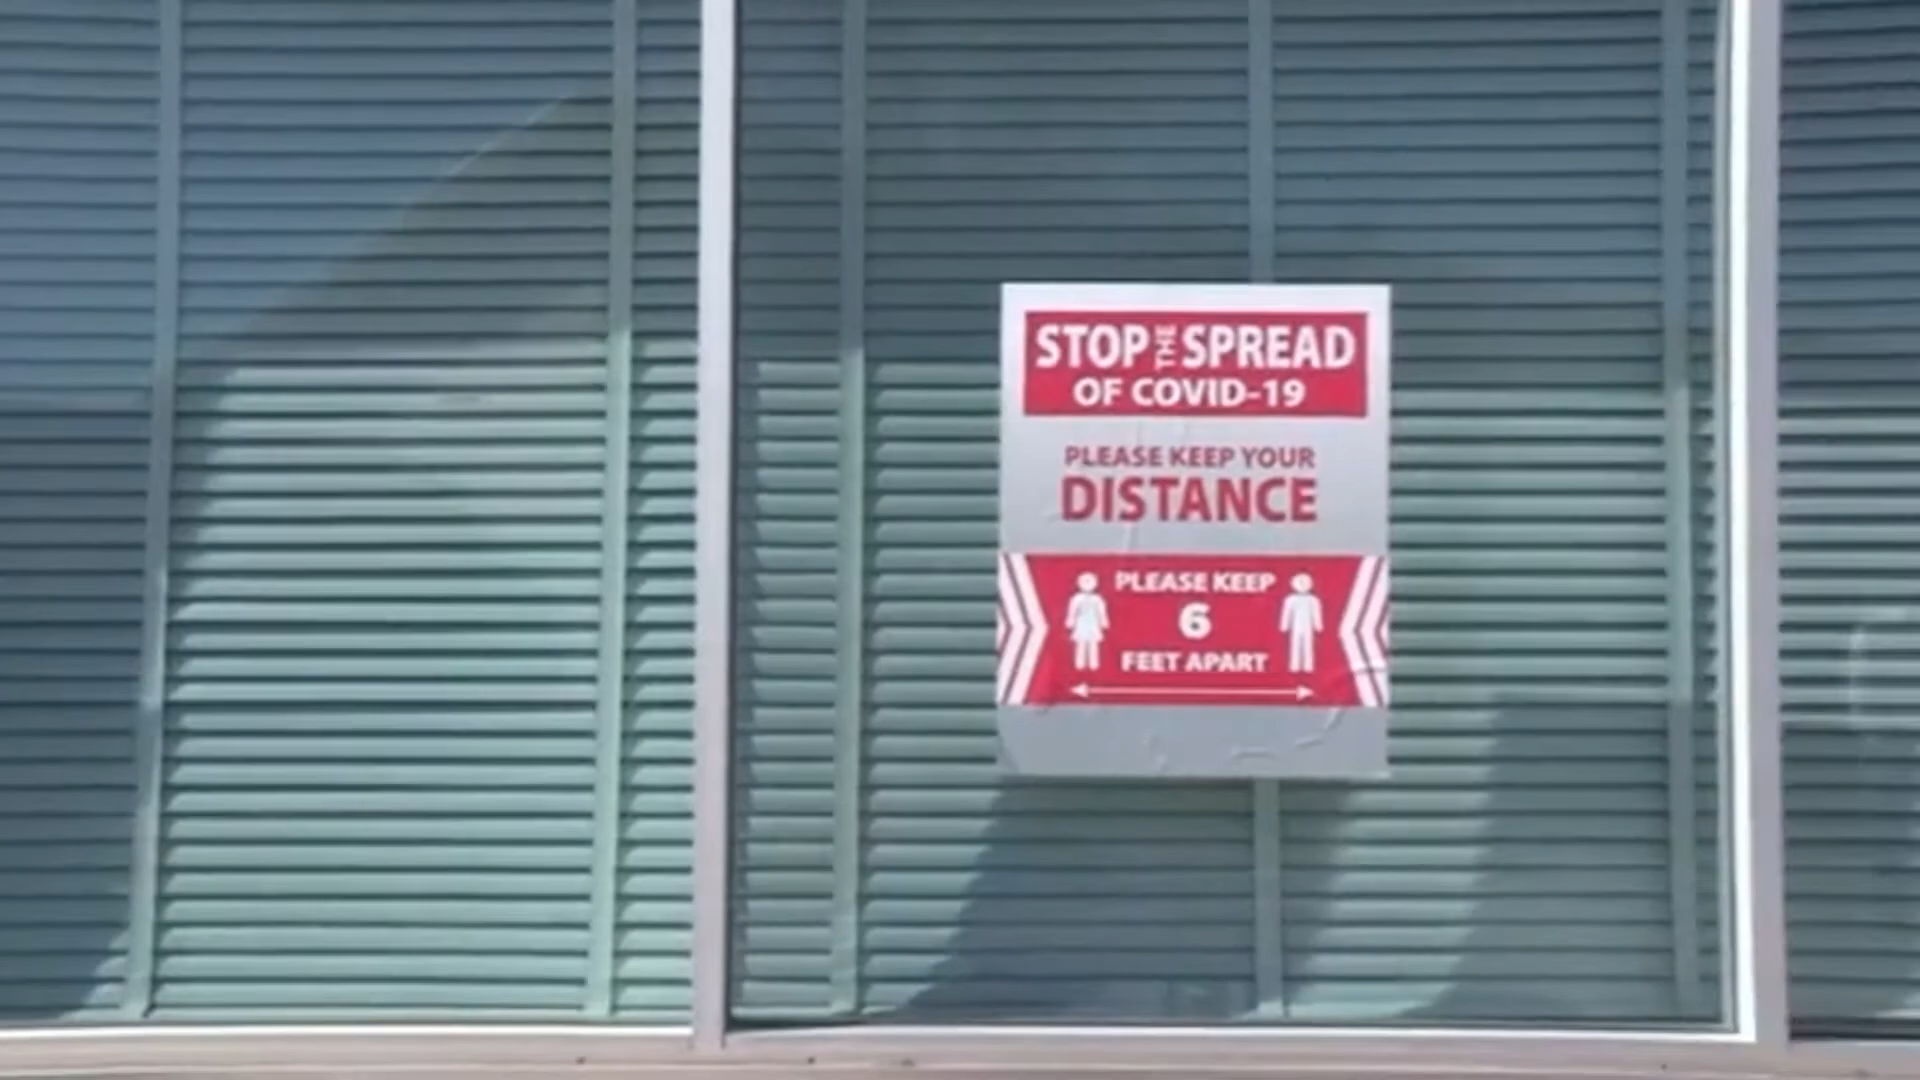 STOP THE SPREAD
OF COVID-19
PLEASE KEEP YOUR
DISTANCE
PLEASE KEEP
6
FEET APART